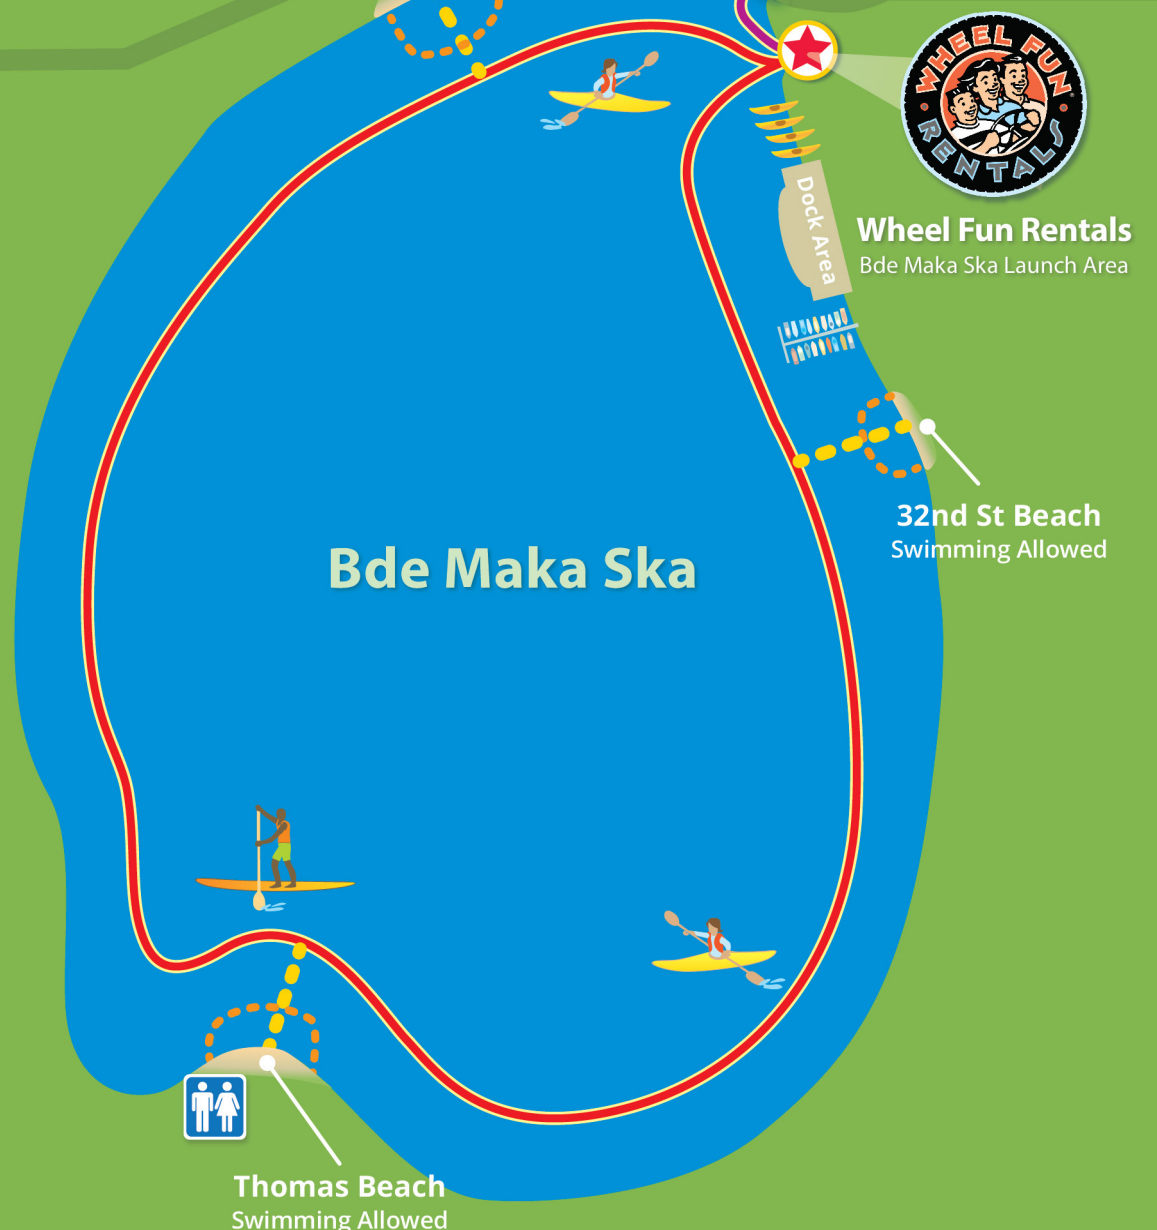 WHEEL FUN
RENTALS
Dock Area
Wheel Fun Rentals
Bde Maka Ska Launch Area
32nd St Beach
Swimming Allowed
Bde Maka Ska
Thomas Beach
Swimming Allowed